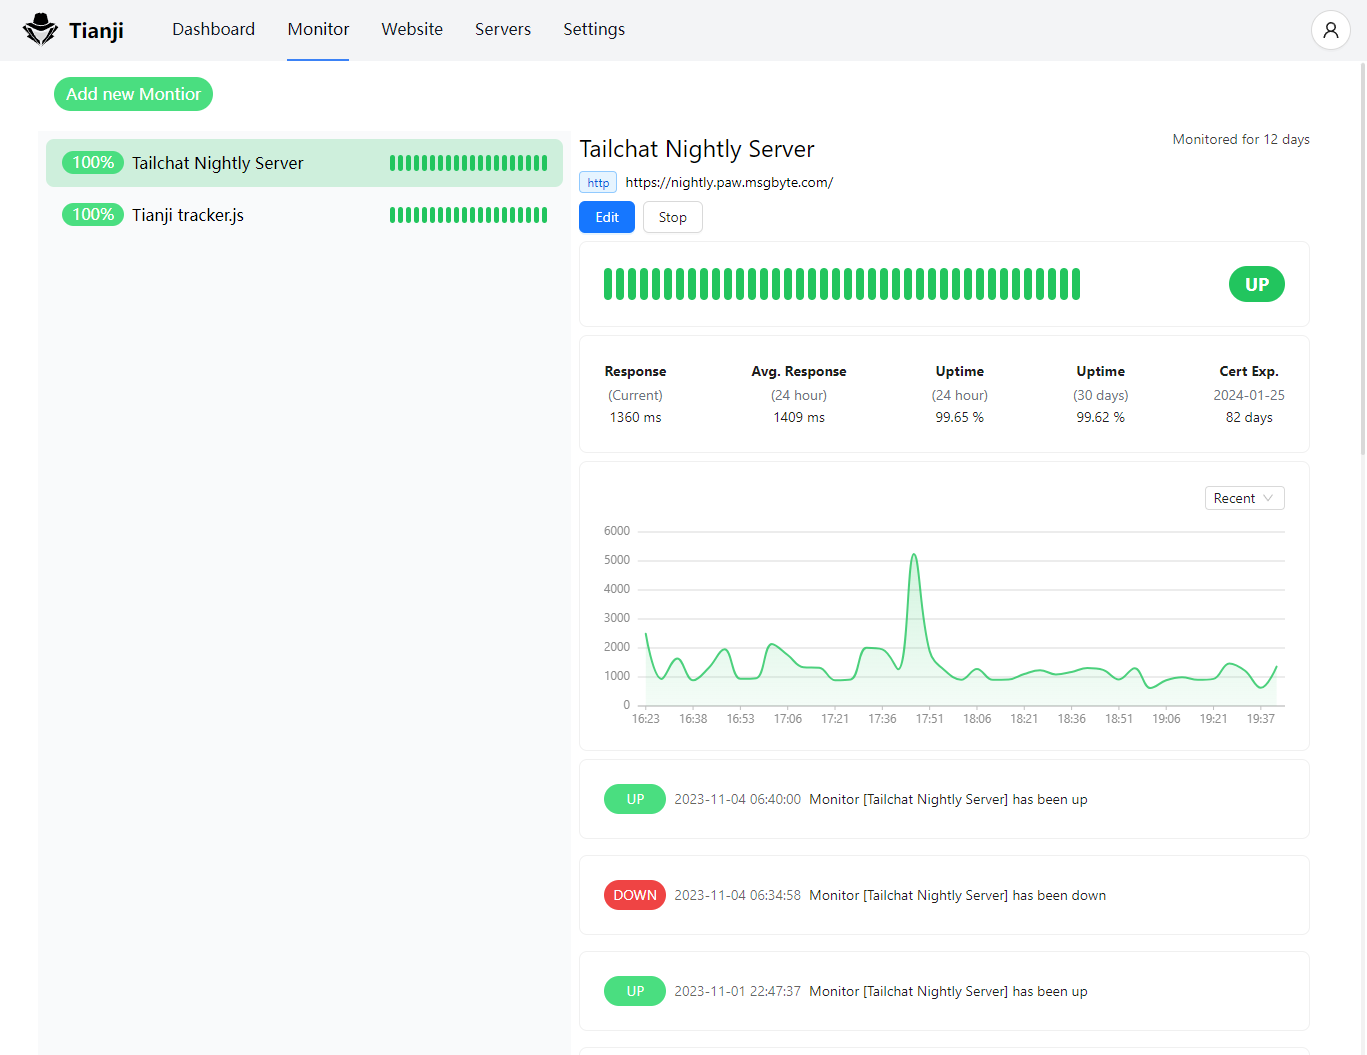 Tianji
Dashboard Monitor Website Servers Settings
Add new Montior
100% Tailchat Nightly Server
100% Tianji tracker.js
Tailchat Nightly Server
Monitored for 12 days
http https://nightly.paw.msgbyte.com/
Edit Stop
UP
Response Avg. Response Uptime Uptime Cert Exp.
(Current) (24 hour) (24 hour) (30 days) 2024-01-25
1360 ms 1409 ms 99.65 % 99.62 % 82 days
Recent
6000
5000
4000
3000
2000
1000
0
16:23 16:38 16:53 17:06 17:21 17:36 17:51 18:06 18:21 18:36 18:51 19:06 19:21 19:37
UP 2023-11-04 06:40:00 Monitor [Tailchat Nightly Server] has been up
DOWN 2023-11-04 06:34:58 Monitor [Tailchat Nightly Server] has been down
UP 2023-11-01 22:47:37 Monitor [Tailchat Nightly Server] has been up